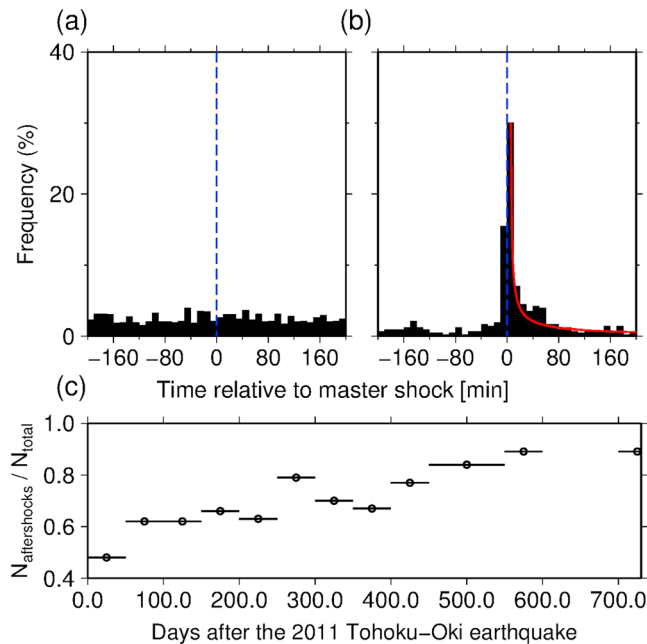 (a)
(b)
40
20
0
Frequency (%)
−160 −80 0 80 160
−160 −80 0 80 160
Time relative to master shock [min]
(c)
1.0
0.8
0.6
0.4
N_aftershocks / N_total
0.0 100.0 200.0 300.0 400.0 500.0 600.0 700.0
Days after the 2011 Tohoku−Oki earthquake